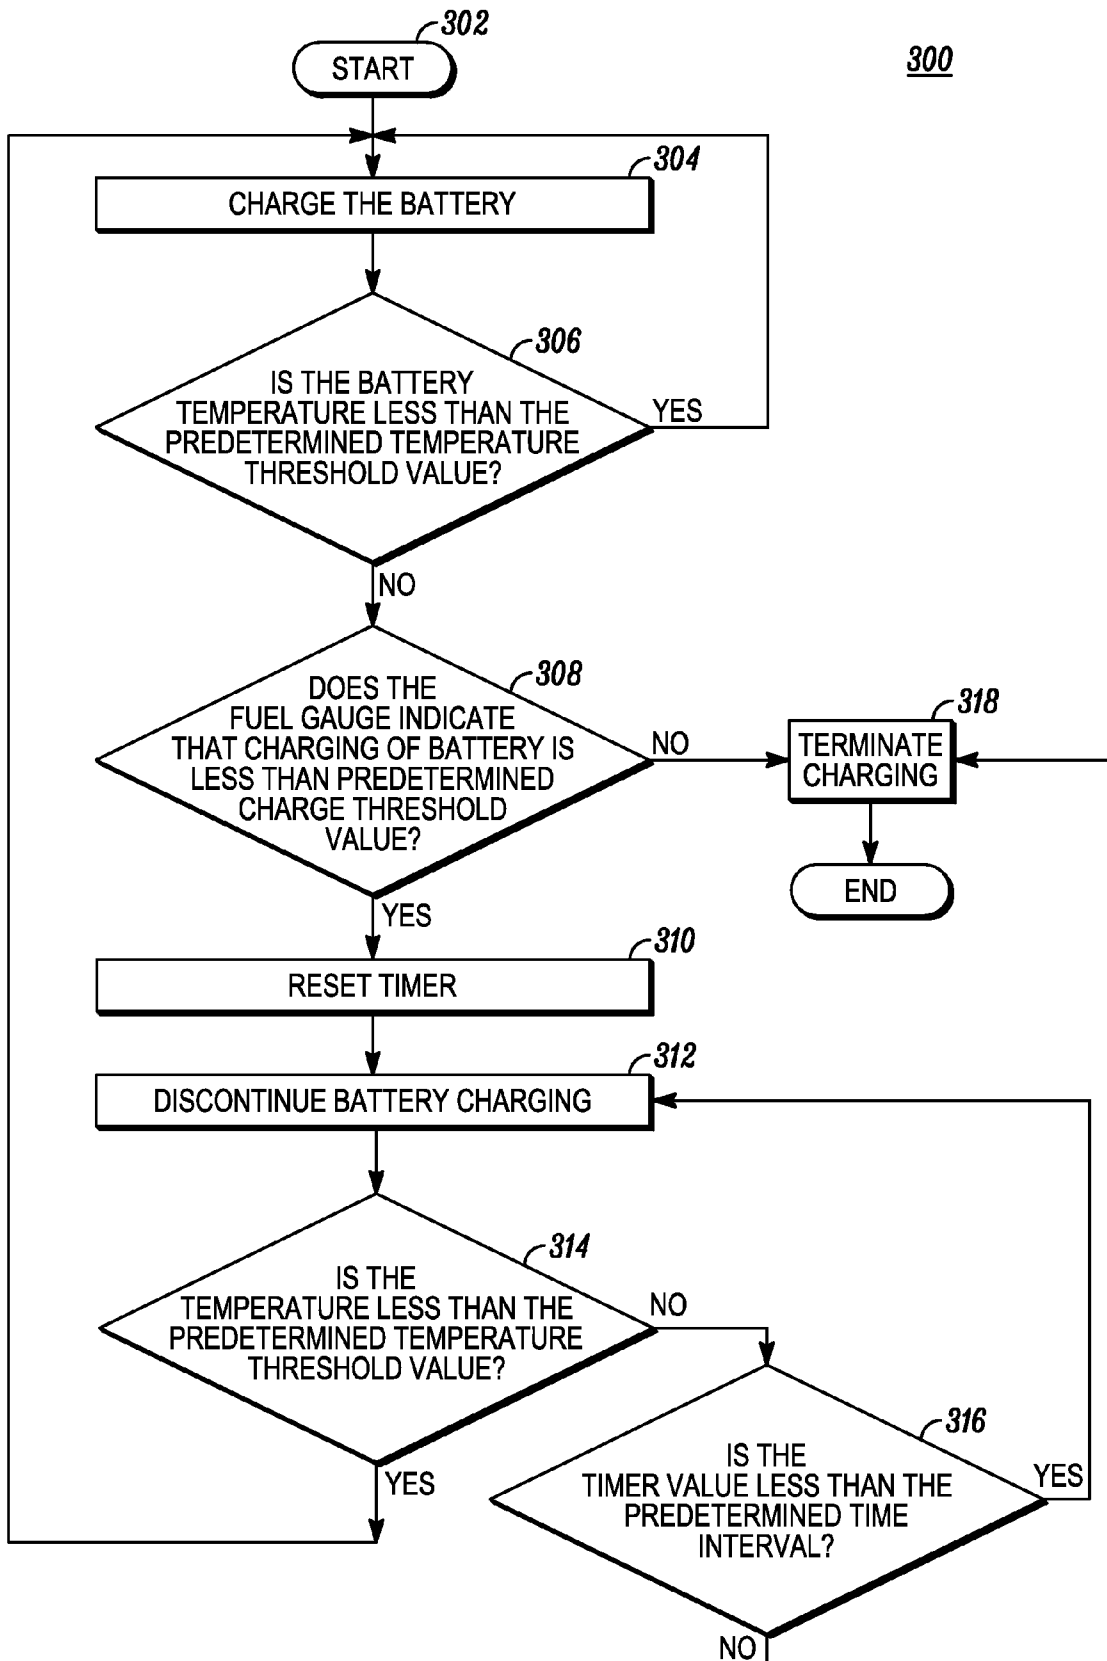 302
START
300
304
CHARGE THE BATTERY
306
IS THE BATTERY
TEMPERATURE LESS THAN THE
PREDETERMINED TEMPERATURE
THRESHOLD VALUE?
YES
NO
308
DOES THE
FUEL GAUGE INDICATE
THAT CHARGING OF BATTERY IS
LESS THAN PREDETERMINED
CHARGE THRESHOLD
VALUE?
NO
318
TERMINATE
CHARGING
END
YES
310
RESET TIMER
312
DISCONTINUE BATTERY CHARGING
314
IS THE
TEMPERATURE LESS THAN THE
PREDETERMINED TEMPERATURE
THRESHOLD VALUE?
NO
YES
316
IS THE
TIMER VALUE LESS THAN THE
PREDETERMINED TIME
INTERVAL?
YES
NO